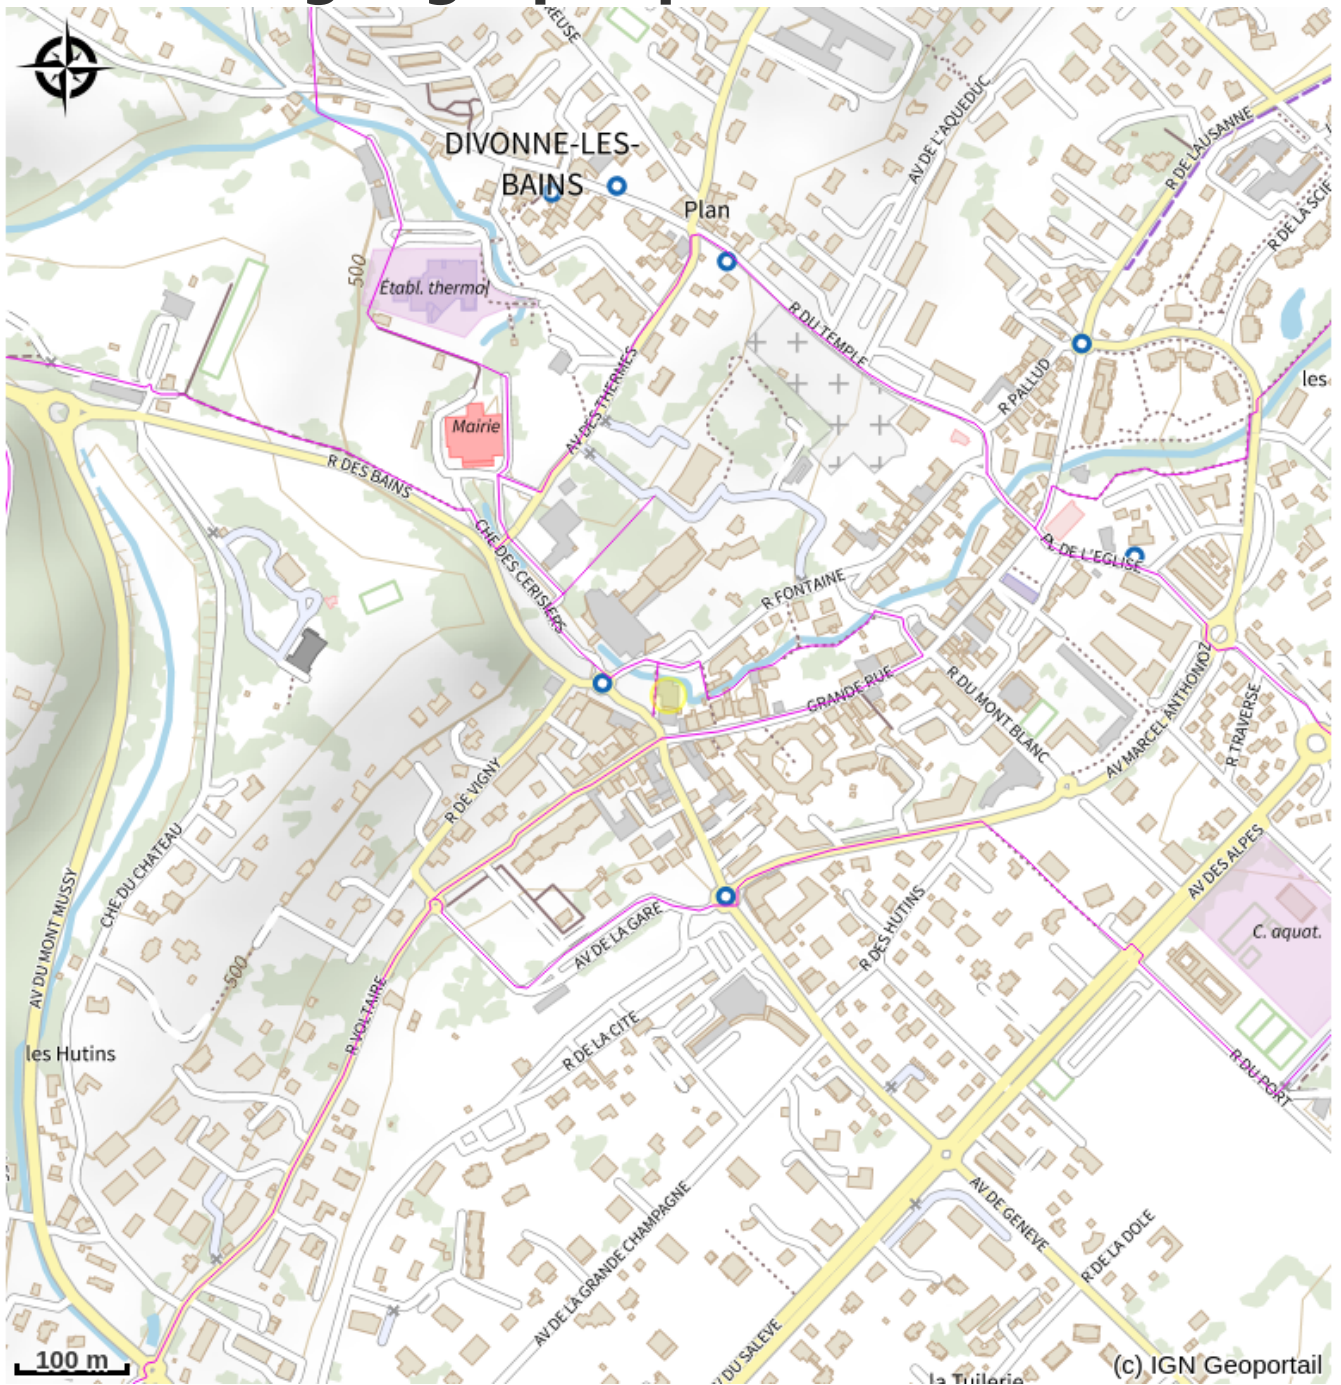 REUSE
DIVONNE-LES-
BAINS
Plan
AV DE L'AQUEDUC
R DE LAUSANNE
R DE LA SCIE
500
Établ. thermal
R DU TEMPLE
AV DES THERMES
R PALLUD
les
Mairie
R DES BAINS
CHE DES CERISIERS
PL DE L'EGLISE
R FONTAINE
GRANDE RUE
R DU MONT BLANC
AV MARCEL ANTHONIOZ
R TRAVERSE
R DE VIGNY
CHE DU CHATEAU
AV DU MONT MUSSY
AV DES ALPES
C. aquat.
R DES HUTINS
AV DE LA GARE
500
R VOLTAIRE
R DE LA CITE
les Hutins
R DU PORT
AV DE LA GRANDE CHAMPAGNE
AV DE GENEVE
R DE LA DOLE
V DU SALEVE
la Tuilerie
100 m
(c) IGN Geoportail